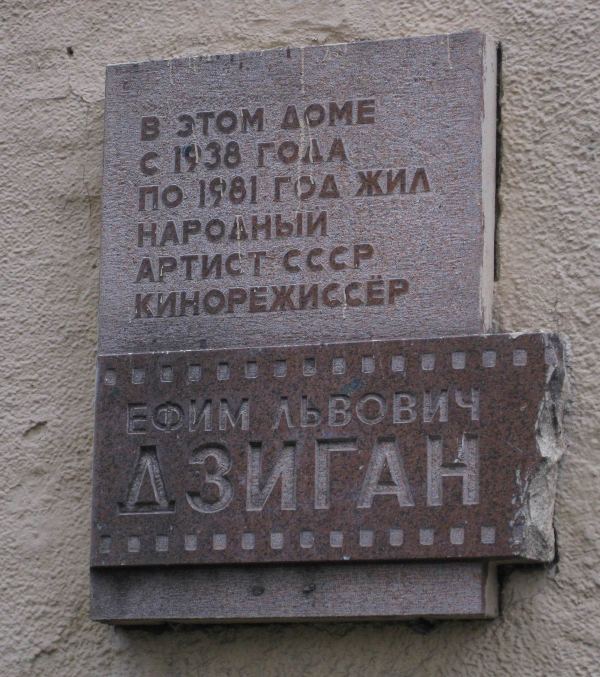 В ЭТОМ ДОМЕ
С 1938 ГОДА
ПО 1981 ГОД ЖИЛ
НАРОДНЫЙ
АРТИСТ СССР
КИНОРЕЖИССЁР
ЕФИМ ЛЬВОВИЧ
ДЗИГАН